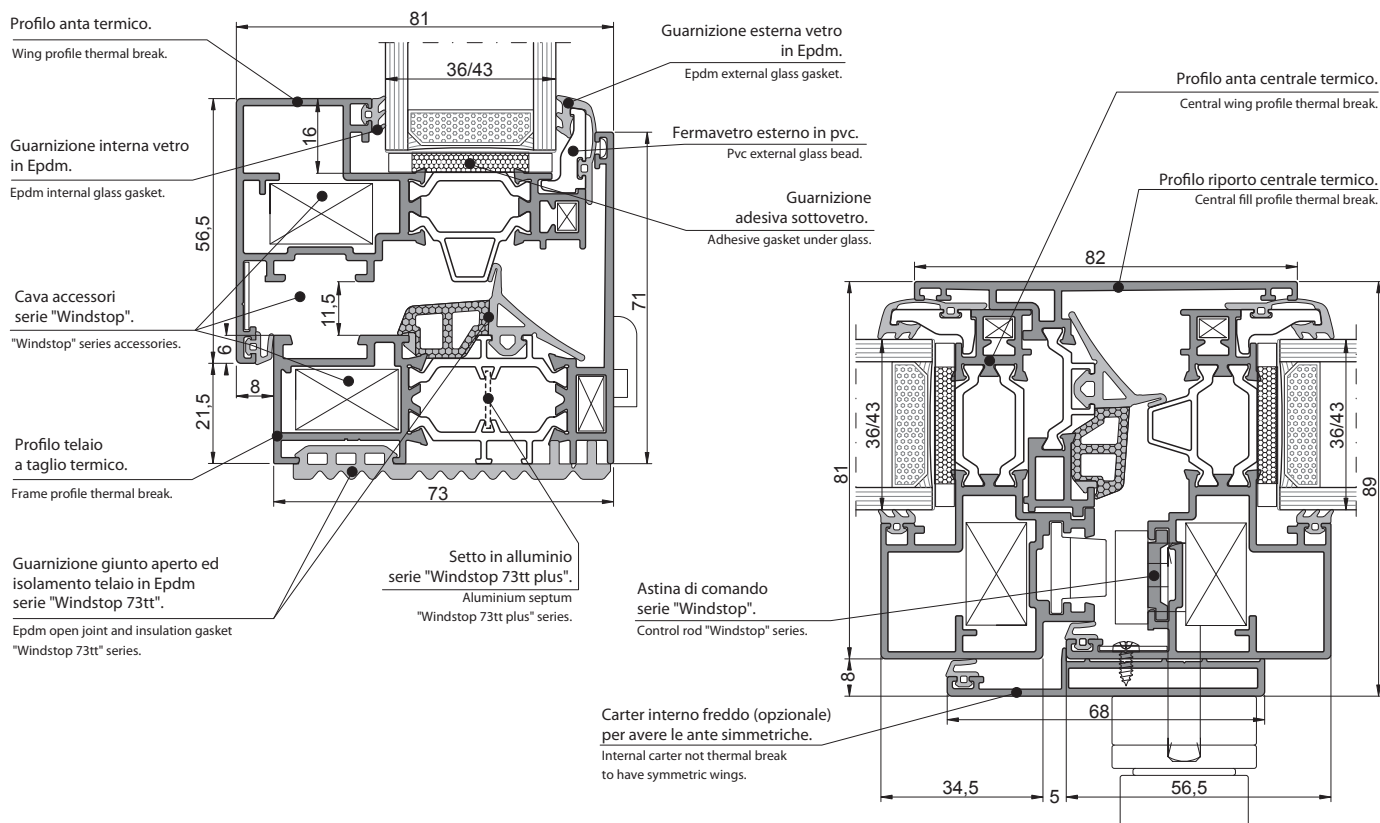 Profilo anta termico.
Wing profile thermal break.
81
36/43
Guarnizione esterna vetro
in Epdm.
Epdm external glass gasket.
Guarnizione interna vetro
in Epdm.
Epdm internal glass gasket.
16
Fermavetro esterno in pvc.
Pvc external glass bead.
Guarnizione
adesiva sottovetro.
Adhesive gasket under glass.
56,5
71
Cava accessori
serie "Windstop".
"Windstop" series accessories.
11,5
6
8
21,5
Profilo telaio
a taglio termico.
Frame profile thermal break.
73
Guarnizione giunto aperto ed
isolamento telaio in Epdm
serie "Windstop 73tt".
Epdm open joint and insulation gasket
"Windstop 73tt" series.
Setto in alluminio
serie "Windstop 73tt plus".
Aluminium septum
"Windstop 73tt plus" series.
Profilo anta centrale termico.
Central wing profile thermal break.
Profilo riporto centrale termico.
Central fill profile thermal break.
82
36/43
36/43
81
89
Astina di comando
serie "Windstop".
Control rod "Windstop" series.
8
Carter interno freddo (opzionale)
per avere le ante simmetriche.
Internal carter not thermal break
to have symmetric wings.
68
34,5
5
56,5